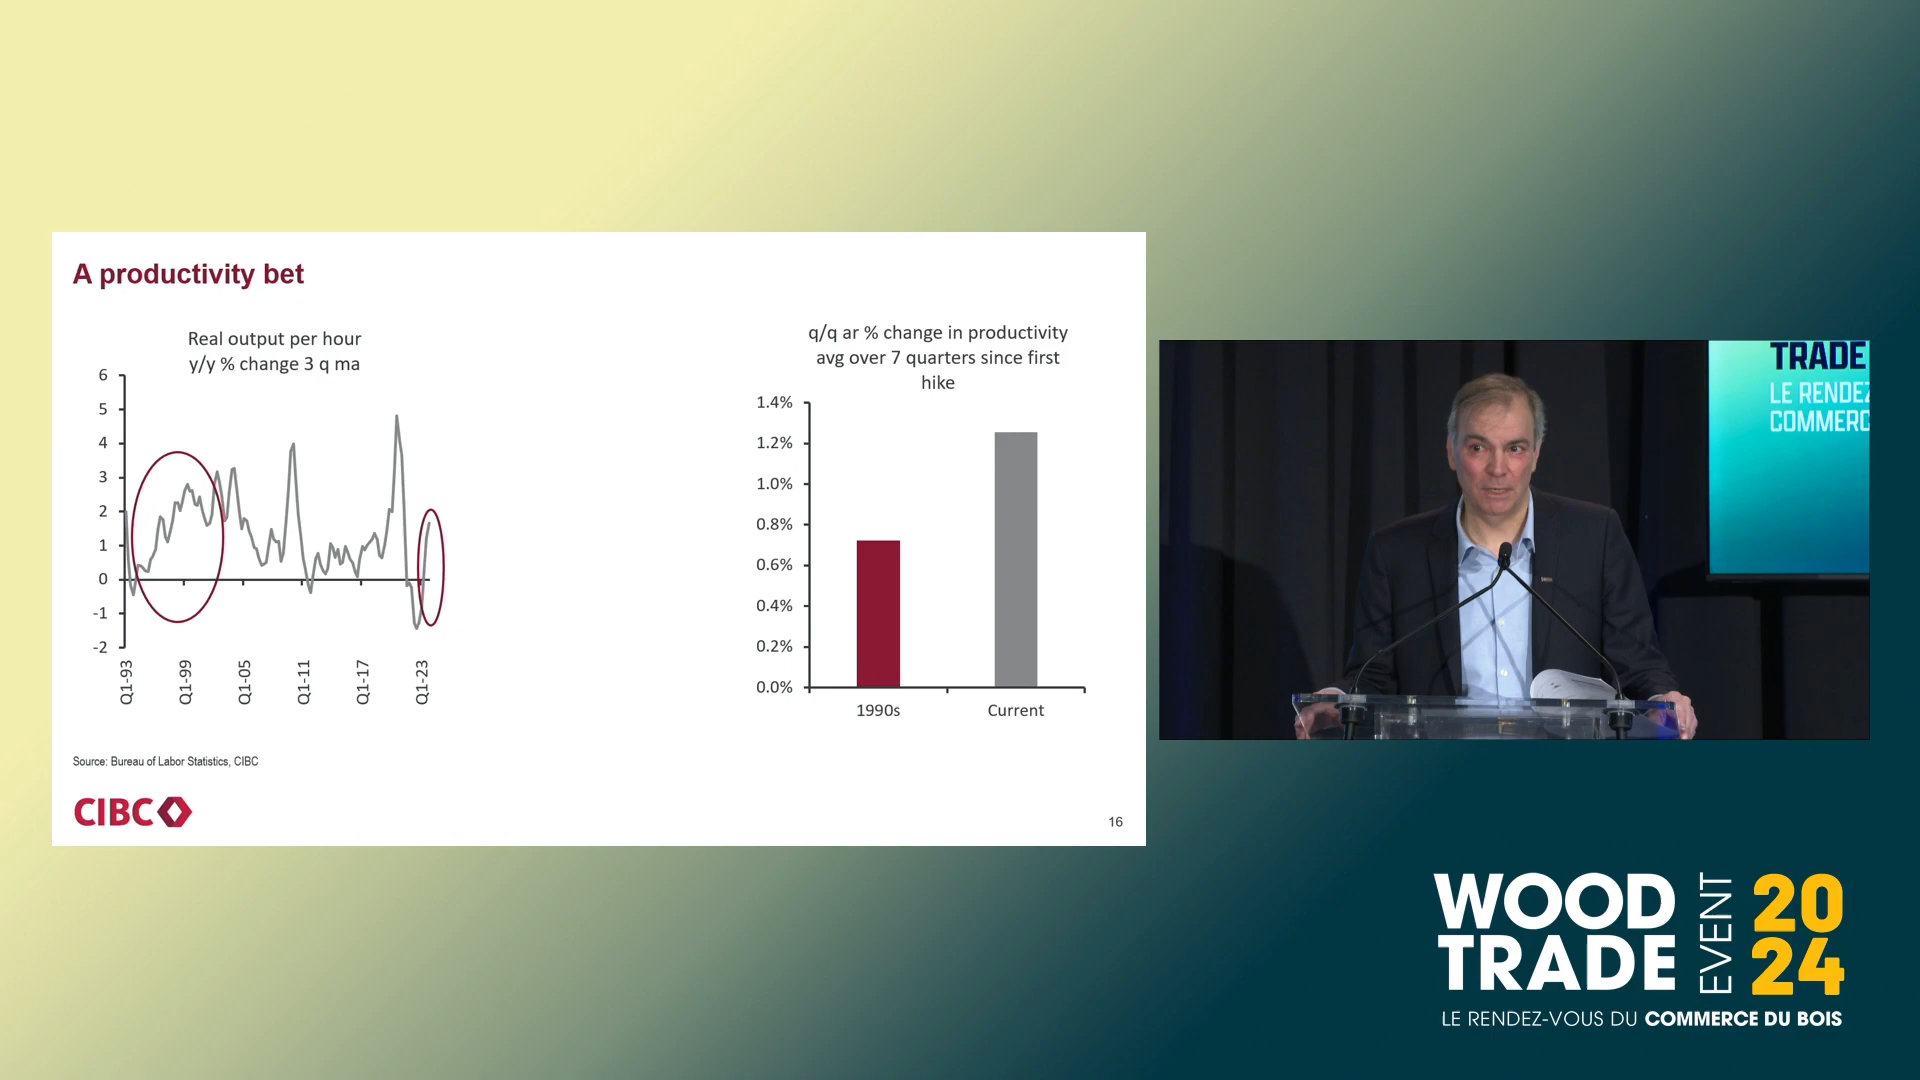 A productivity bet
Real output per hour
y/y % change 3 q ma
6
5
4
3
2
1
0
-1
-2
Q1-93
Q1-99
Q1-05
Q1-11
Q1-17
Q1-23
q/q ar % change in productivity
avg over 7 quarters since first
hike
1.4%
1.2%
1.0%
0.8%
0.6%
0.4%
0.2%
0.0%
1990s
Current
Source: Bureau of Labor Statistics, CIBC
CIBC
16
TRADE
LE RENDEZ
COMMERC
WOOD
TRADE
EVENT
20
24
LE RENDEZ-VOUS DU COMMERCE DU BOIS